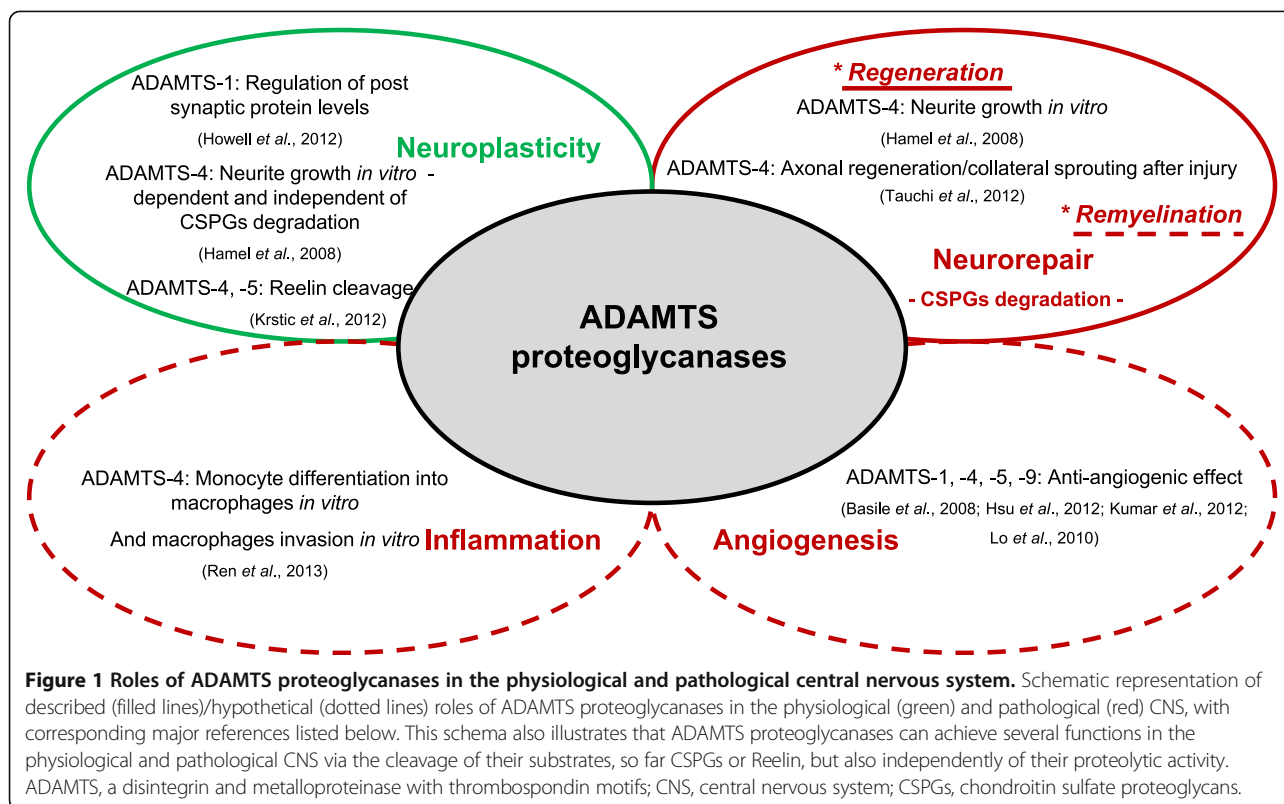 ADAMTS-1: Regulation of post
synaptic protein levels
(Howell et al., 2012)
Neuroplasticity
ADAMTS-4: Neurite growth in vitro -
dependent and independent of
CSPGs degradation
(Hamel et al., 2008)
ADAMTS-4, -5: Reelin cleavage
(Krstic et al., 2012)
* Regeneration
ADAMTS-4: Neurite growth in vitro
(Hamel et al., 2008)
ADAMTS-4: Axonal regeneration/collateral sprouting after injury
(Tauchi et al., 2012)
* Remyelination
Neurorepair
- CSPGs degradation -
ADAMTS
proteoglycanases
ADAMTS-4: Monocyte differentiation into
macrophages in vitro
And macrophages invasion in vitro
Inflammation
(Ren et al., 2013)
ADAMTS-1, -4, -5, -9: Anti-angiogenic effect
(Basile et al., 2008; Hsu et al., 2012; Kumar et al., 2012;
Angiogenesis
Lo et al., 2010)
Figure 1 Roles of ADAMTS proteoglycanases in the physiological and pathological central nervous system. Schematic representation of
described (filled lines)/hypothetical (dotted lines) roles of ADAMTS proteoglycanases in the physiological (green) and pathological (red) CNS, with
corresponding major references listed below. This schema also illustrates that ADAMTS proteoglycanases can achieve several functions in the
physiological and pathological CNS via the cleavage of their substrates, so far CSPGs or Reelin, but also independently of their proteolytic activity.
ADAMTS, a disintegrin and metalloproteinase with thrombospondin motifs; CNS, central nervous system; CSPGs, chondroitin sulfate proteoglycans.